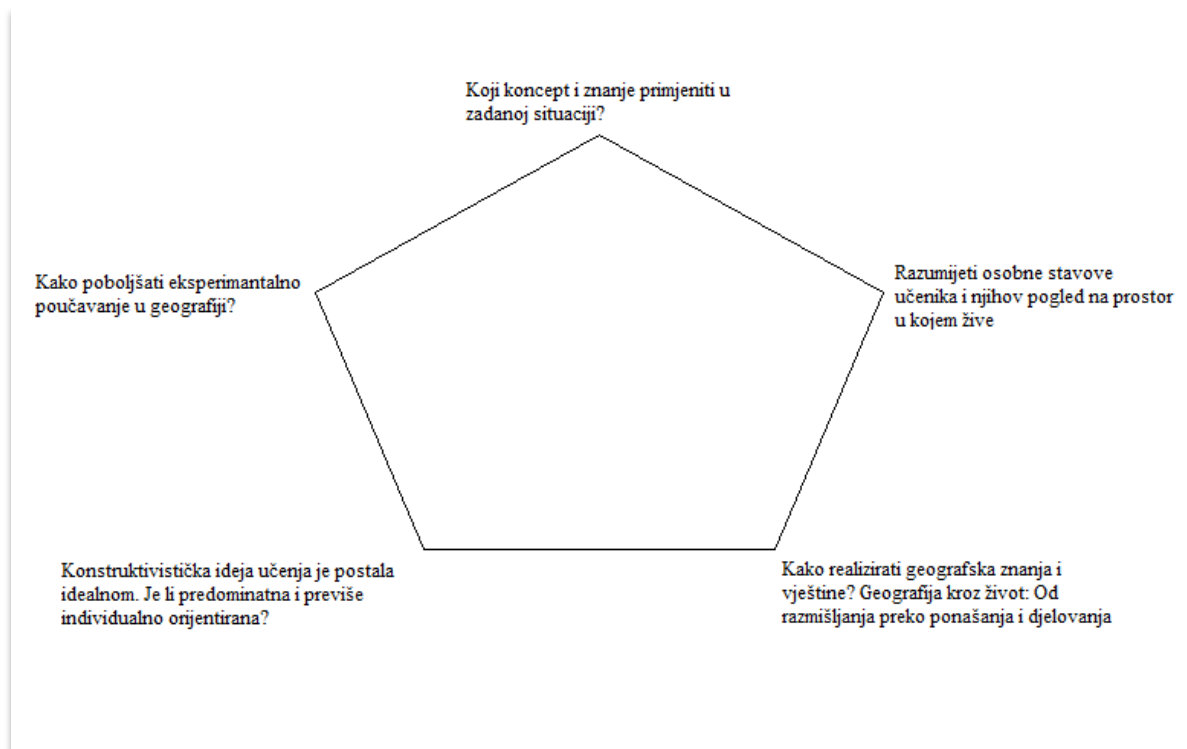 Koji koncept i znanje primjeniti u
zadanoj situaciji?
Kako poboljšati eksperimantalno
poučavanje u geografiji?
Razumijeti osobne stavove
učenika i njihov pogled na prostor
u kojem žive
Konstruktivistička ideja učenja je postala
idealnom. Je li predominatna i previše
individualno orijentirana?
Kako realizirati geografska znanja i
vještine? Geografija kroz život: Od
razmišljanja preko ponašanja i djelovanja